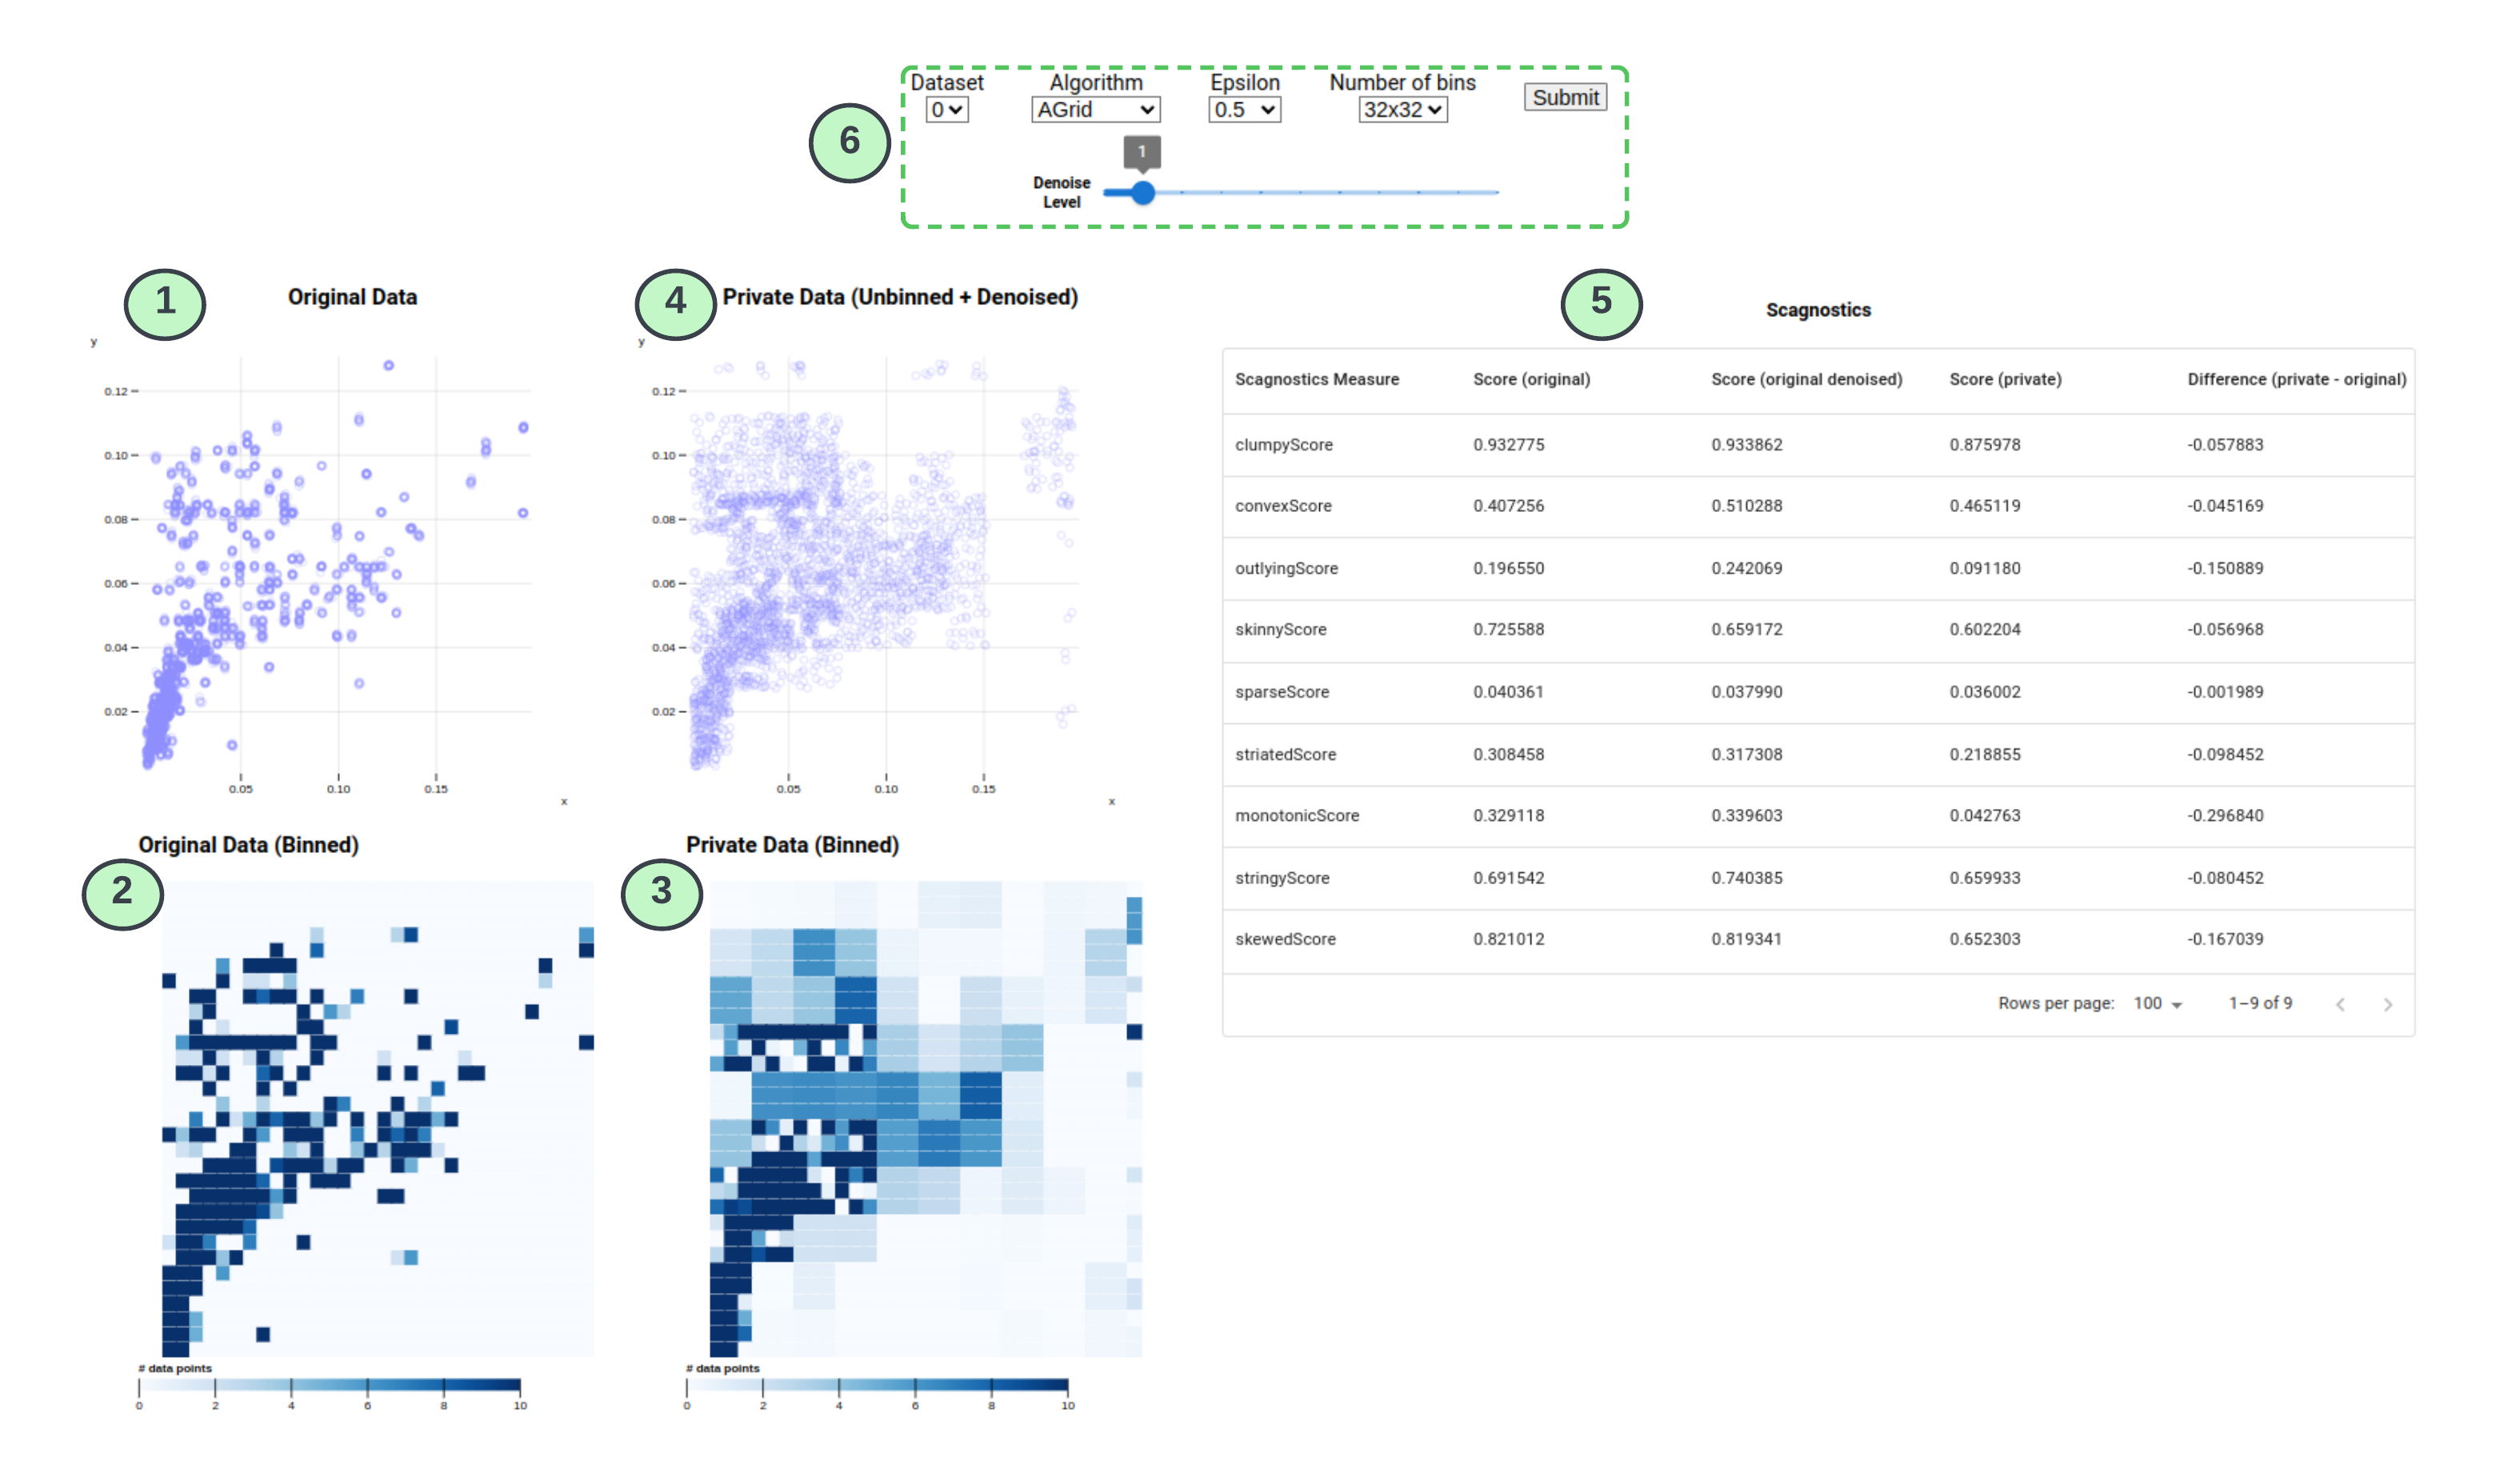 Dataset Algorithm Epsilon Number of bins
0 AGrid 0.5 32x32 Submit
6
1
Denoise
Level
1 Original Data
y
0.12
0.10
0.08
0.06
0.04
0.02
0.05 0.10 0.15
x
4 Private Data (Unbinned + Denoised)
y
0.12
0.10
0.08
0.06
0.04
0.02
0.05 0.10 0.15
x
5 Scagnostics
Scagnostics Measure Score (original) Score (original denoised) Score (private) Difference (private - original)
clumpyScore 0.932775 0.933862 0.875978 -0.057883
convexScore 0.407256 0.510288 0.465119 -0.045169
outlyingScore 0.196550 0.242069 0.091180 -0.150889
skinnyScore 0.725588 0.659172 0.602204 -0.056968
sparseScore 0.040361 0.037990 0.036002 -0.001989
striatedScore 0.308458 0.317308 0.218855 -0.098452
monotonicScore 0.329118 0.339603 0.042763 -0.296840
stringyScore 0.691542 0.740385 0.659933 -0.080452
skewedScore 0.821012 0.819341 0.652303 -0.167039
Rows per page: 100 1–9 of 9
Original Data (Binned)
2
# data points
0 2 4 6 8 10
Private Data (Binned)
3
# data points
0 2 4 6 8 10